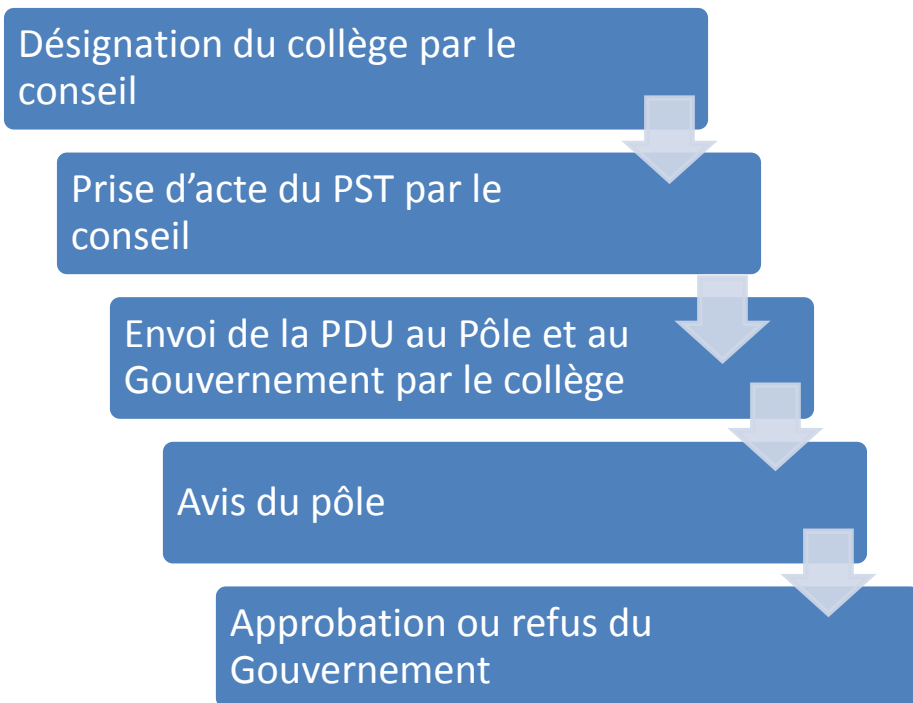 Désignation du collège par le
conseil
Prise d’acte du PST par le
conseil
Envoi de la PDU au Pôle et au
Gouvernement par le collège
Avis du pôle
Approbation ou refus du
Gouvernement